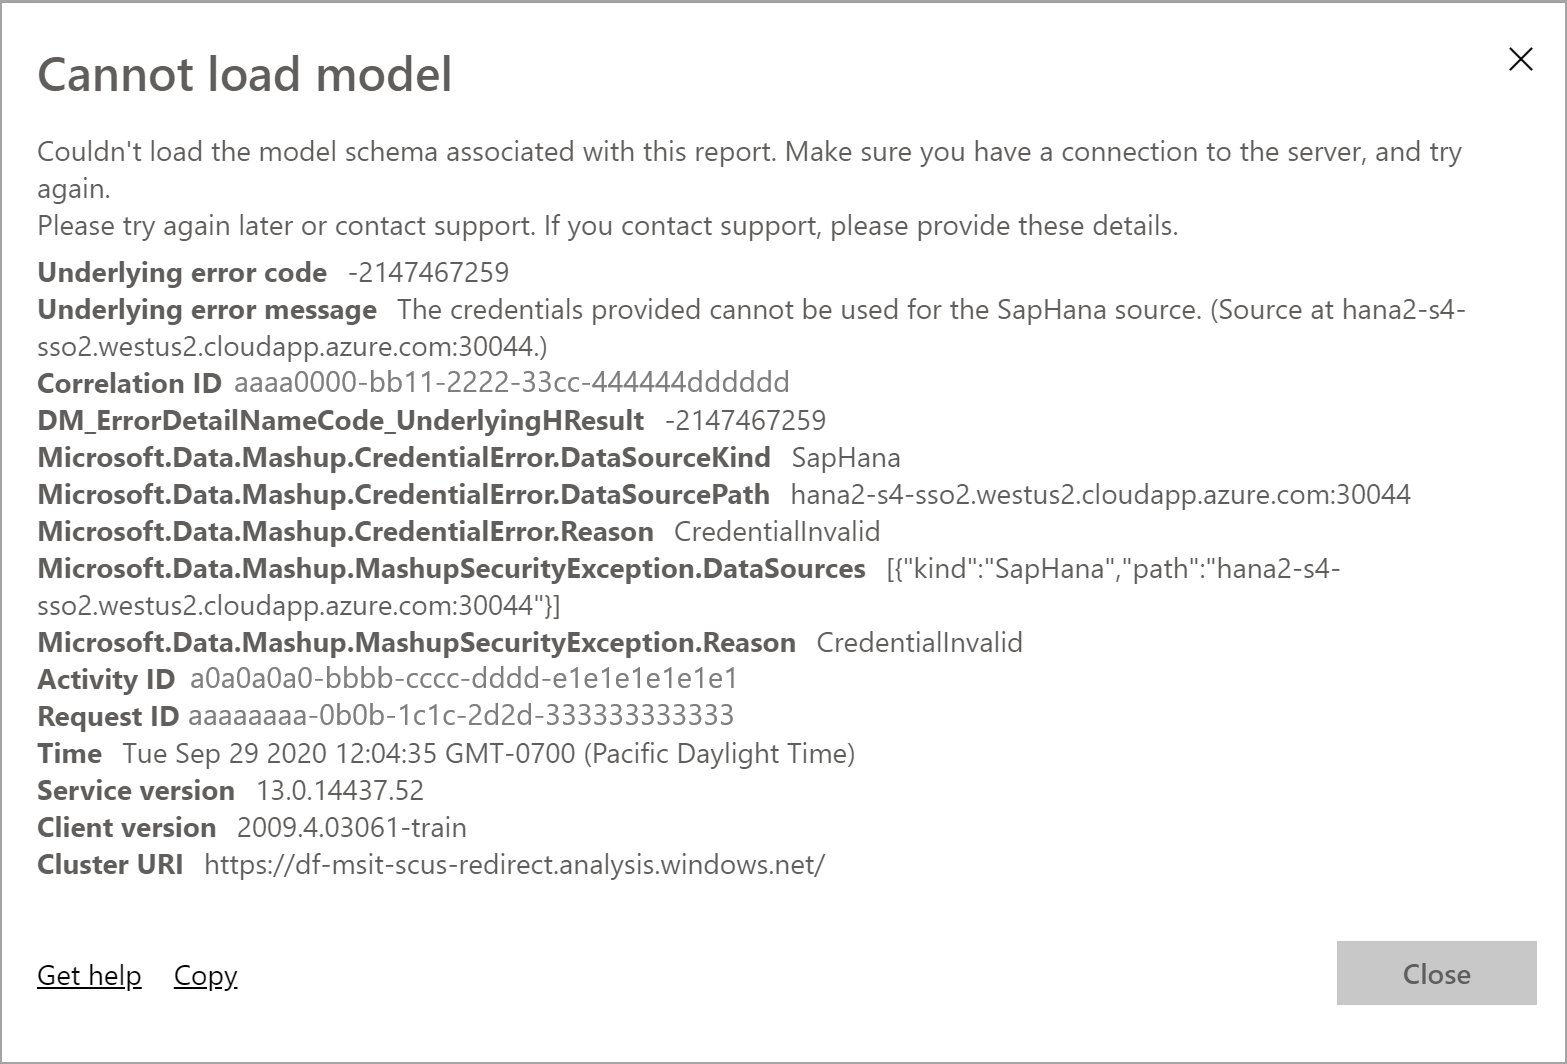 Cannot load model
Couldn't load the model schema associated with this report. Make sure you have a connection to the server, and try
again.
Please try again later or contact support. If you contact support, please provide these details.
Underlying error code -2147467259
Underlying error message The credentials provided cannot be used for the SapHana source. (Source at hana2-s4-
sso2.westus2.cloudapp.azure.com:30044.)
Correlation ID aaaa0000-bb11-2222-33cc-444444dddddd
DM_ErrorDetailNameCode_UnderlyingHResult -2147467259
Microsoft.Data.Mashup.CredentialError.DataSourceKind SapHana
Microsoft.Data.Mashup.CredentialError.DataSourcePath hana2-s4-sso2.westus2.cloudapp.azure.com:30044
Microsoft.Data.Mashup.CredentialError.Reason CredentialInvalid
Microsoft.Data.Mashup.MashupSecurityException.DataSources [{"kind":"SapHana","path":"hana2-s4-
sso2.westus2.cloudapp.azure.com:30044"}]
Microsoft.Data.Mashup.MashupSecurityException.Reason CredentialInvalid
Activity ID a0a0a0a0-bbbb-cccc-dddd-e1e1e1e1e1e1
Request ID aaaaaaaa-0b0b-1c1c-2d2d-333333333333
Time Tue Sep 29 2020 12:04:35 GMT-0700 (Pacific Daylight Time)
Service version 13.0.14437.52
Client version 2009.4.03061-train
Cluster URI https://df-msit-scus-redirect.analysis.windows.net/
Get help Copy Close